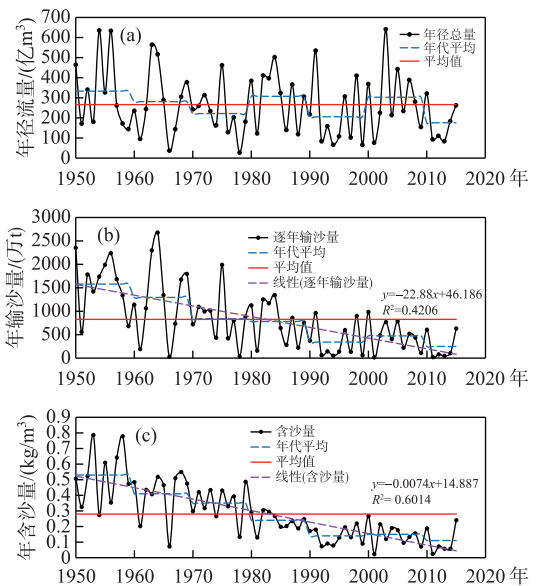 700
600
500
400
300
200
100
0
年径流量/(亿m³)
(a)
年径总量
年代平均
平均值
1950 1960 1970 1980 1990 2000 2010 2020 年
3000
2500
2000
1500
1000
500
0
年输沙量/(万t)
(b)
逐年输沙量
年代平均
平均值
线性(逐年输沙量)
y=−22.88x+46.186
R²=0.4206
1950 1960 1970 1980 1990 2000 2010 2020 年
0.9
0.8
0.7
0.6
0.5
0.4
0.3
0.2
0.1
0
年含沙量/(kg/m³)
(c)
含沙量
年代平均
平均值
线性(含沙量)
y=−0.0074x+14.887
R²= 0.6014
1950 1960 1970 1980 1990 2000 2010 2020 年